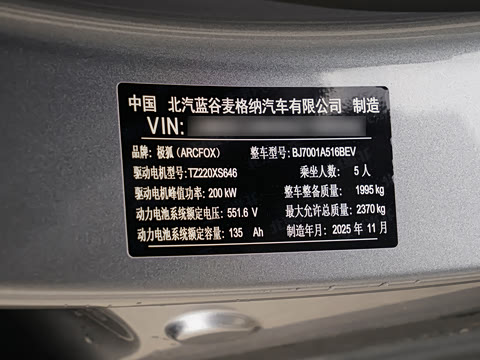 中国 北汽蓝谷麦格纳汽车有限公司 制造
VIN:
品牌: 极狐 (ARCFOX) 整车型号: BJ7001A516BEV
驱动电机型号: TZ220XS646 乘坐人数: 5 人
驱动电机峰值功率: 200 kW 整车整备质量: 1995kg
动力电池系统额定电压: 551.6 V 最大允许总质量: 2370kg
动力电池系统额定容量: 135 Ah 制造年月: 2025 年 11 月